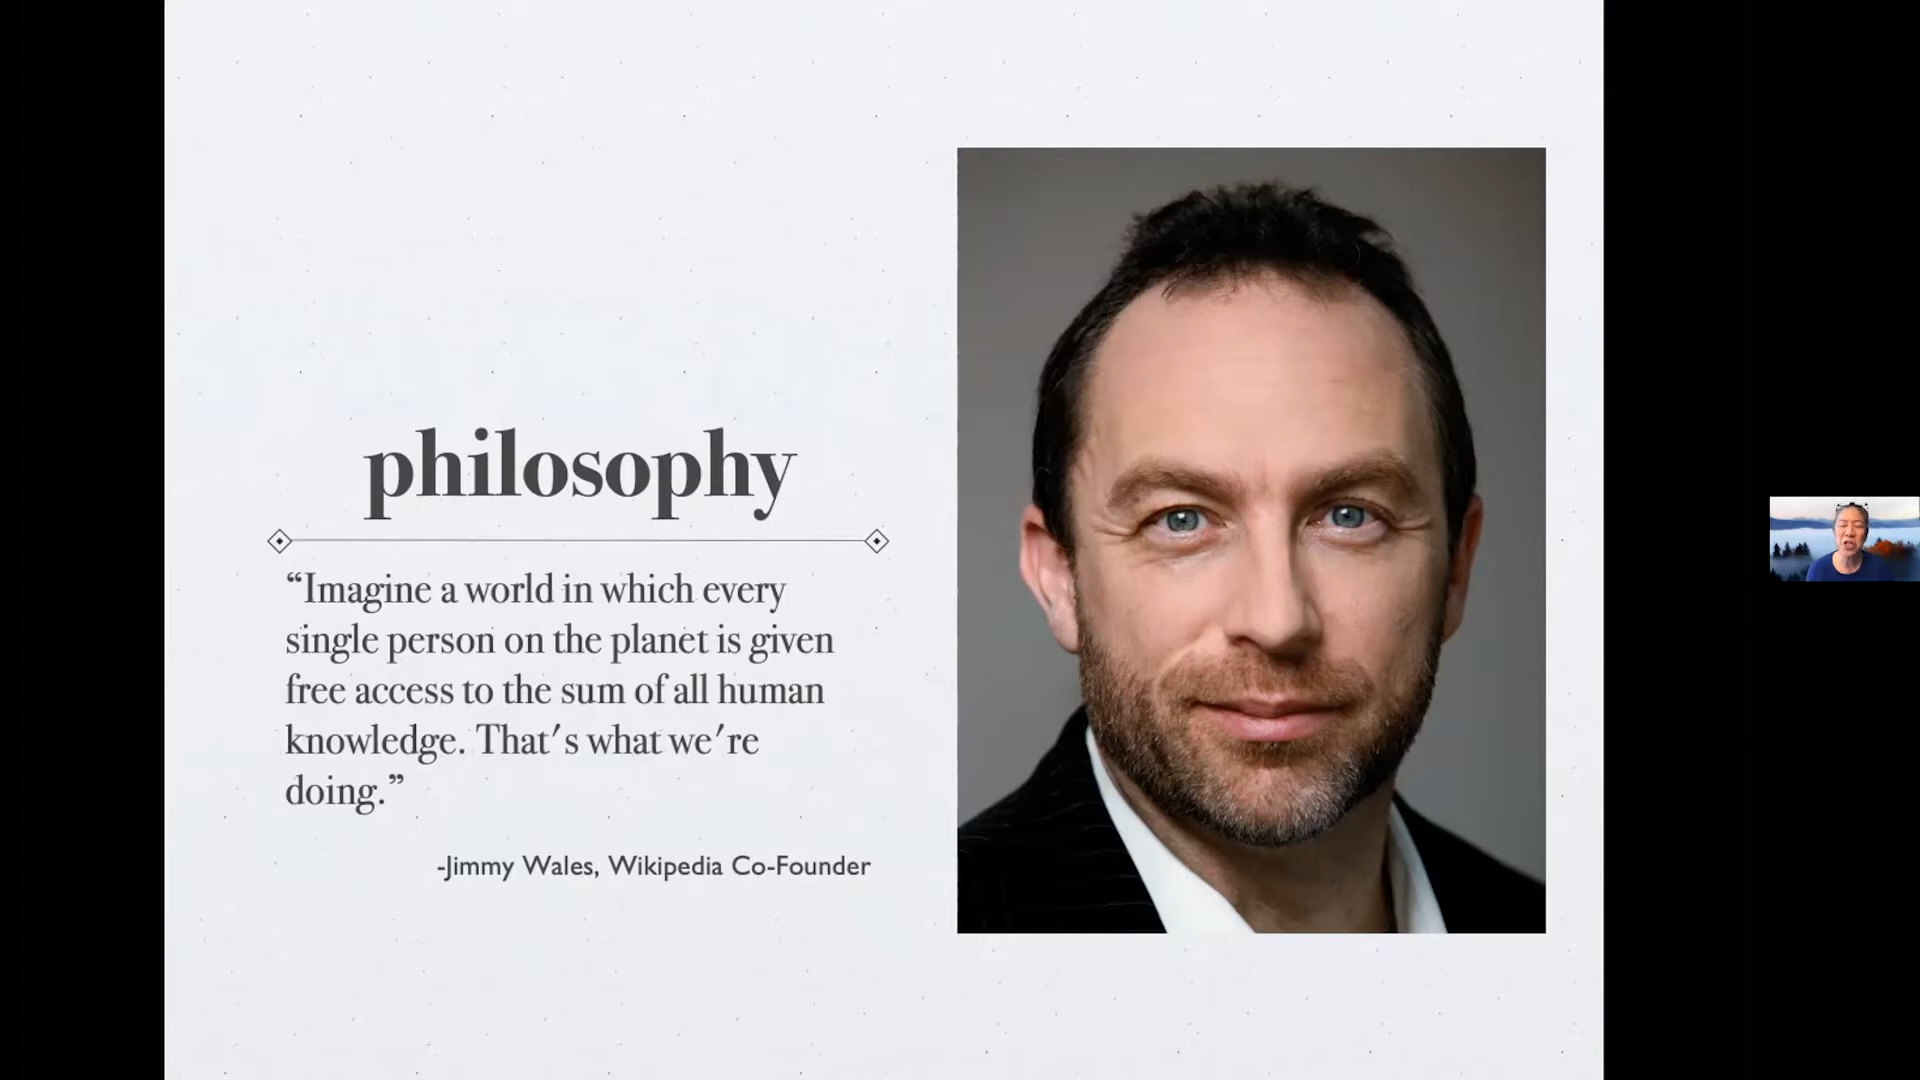 philosophy
“Imagine a world in which every
single person on the planet is given
free access to the sum of all human
knowledge. That's what we're
doing.”
-Jimmy Wales, Wikipedia Co-Founder